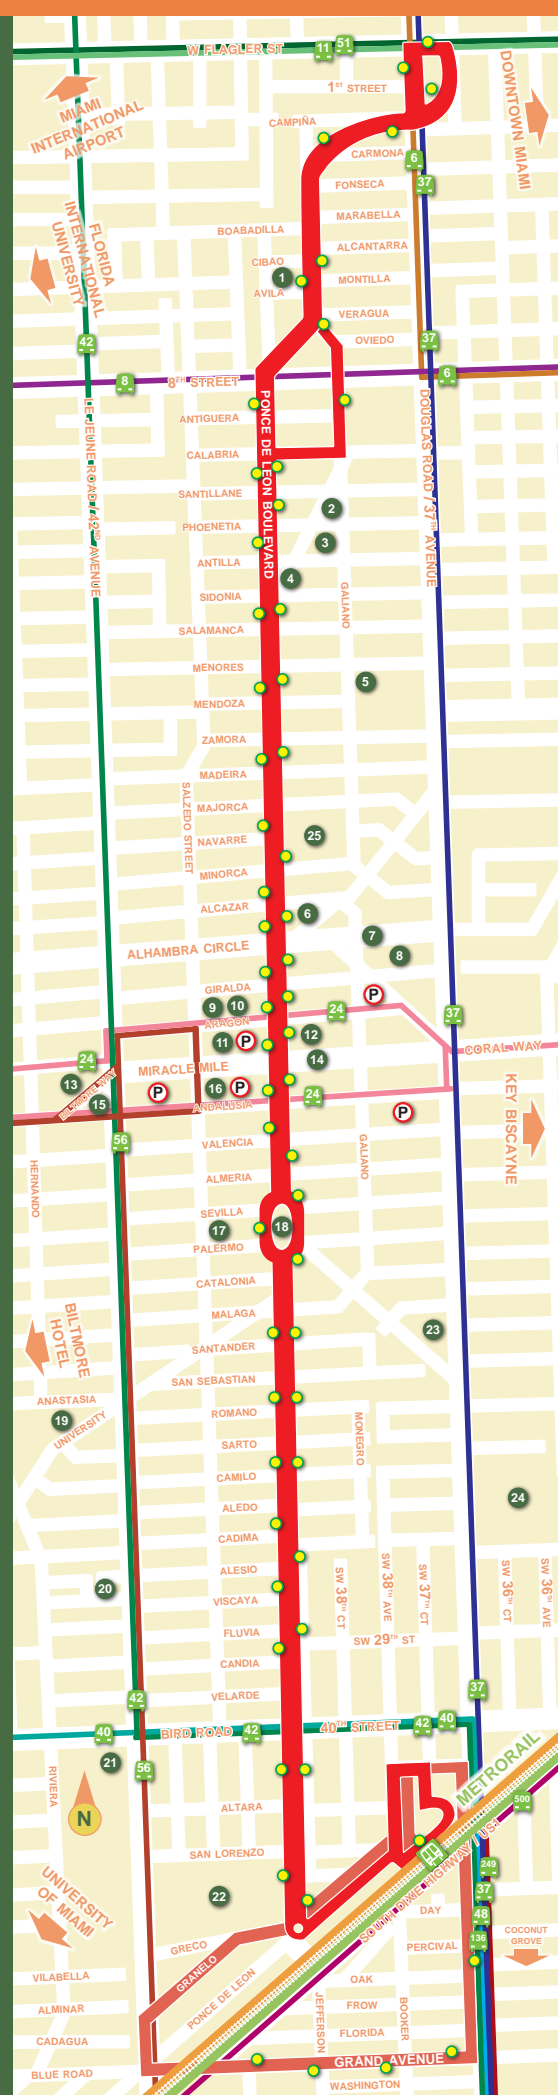 W FLAGLER ST
11
51
1ST STREET
MIAMI
INTERNATIONAL
AIRPORT
DOWNTOWN MIAMI
CAMPIÑA
CARMONA
6
FONSECA
37
MARABELLA
BOABADILLA
ALCANTARRA
FLORIDA
INTERNATIONAL
UNIVERSITY
CIBAO
1
MONTILLA
AVILA
VERAGUA
42
OVIEDO
37
8
8TH STREET
6
LE JEUNE ROAD / 42ND AVENUE
PONCE DE LEON BOULEVARD
DOUGLAS ROAD / 37TH AVENUE
ANTIGUERA
CALABRIA
SANTILLANE
2
PHOENETIA
3
ANTILLA
4
GALIANO
SIDONIA
SALAMANCA
MENORES
5
MENDOZA
ZAMORA
MADEIRA
SALZEDO STREET
MAJORCA
NAVARRE
25
MINORCA
ALCAZAR
6
ALHAMBRA CIRCLE
7
8
GIRALDA
P
9
10
24
37
ARAGON
11
P
12
CORAL WAY
24
MIRACLE MILE
14
13
BILTMORE WAY
P
16
P
24
15
ANDALUSIA
P
KEY BISCAYNE
56
VALENCIA
GALIANO
HERNANDO
ALMERIA
SEVILLA
17
18
PALERMO
CATALONIA
BILTMORE
HOTEL
MALAGA
23
SANTANDER
SAN SEBASTIAN
ANASTASIA
19
UNIVERSITY
ROMANO
MONEGRO
SARTO
CAMILO
24
ALEDO
CADIMA
ALESIO
SW 38TH CT
SW 38TH AVE
SW 37TH CT
SW 36TH CT
SW 36TH AVE
20
VISCAYA
FLUVIA
SW 29TH ST
CANDIA
VELARDE
37
42
40
BIRD ROAD
42
40TH STREET
42
40
21
56
METRORAIL
RIVIERA
N
500
ALTARA
SOUTH DIXIE HIGHWAY / US-1
SAN LORENZO
249
UNIVERSITY
OF MIAMI
22
37
DAY
48
GRECO
PERCIVAL
136
COCONUT
GROVE
GRANELO
VILABELLA
PONCE DE LEON
OAK
ALMINAR
JEFFERSON
FROW
BOOKER
CADAGUA
FLORIDA
BLUE ROAD
GRAND AVENUE
WASHINGTON